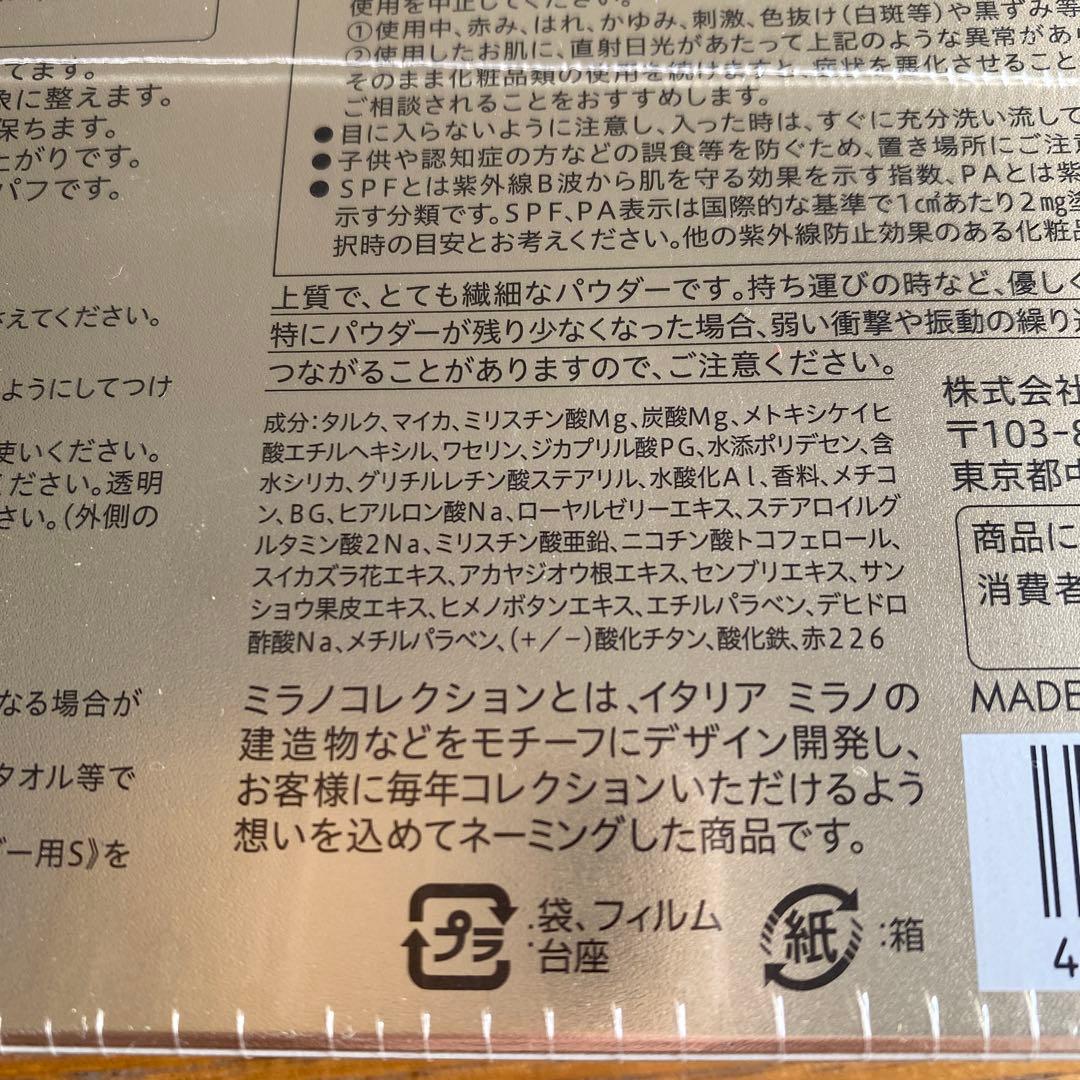 使用を中止してください。
①使用中、赤み、はれ、かゆみ、刺激、色抜け(白斑等)や黒ずみ等
②使用したお肌に、直射日光があたって上記のような異常があ
そのまま化粧品類の使用を続けますと、症状を悪化させること
ご相談されることをおすすめします。
●目に入らないように注意し、入った時は、すぐに充分洗い流して
●子供や認知症の方などの誤食等を防ぐため、置き場所にご注
●SPFとは紫外線B波から肌を守る効果を示す指数、PAとは紫
示す分類です。SPF、PA表示は国際的な基準で1㎠あたり2㎎塗
択時の目安とお考えください。他の紫外線防止効果のある化粧品
てます。
象に整えます。
保ちます。
上がりです。
パフです。
さえてください。
ようにしてつけ
使いください。
ください。透明
さい。(外側の
なる場合が
タオル等で
ダー用S》を
上質で、とても繊細なパウダーです。持ち運びの時など、優しく
特にパウダーが残り少なくなった場合、弱い衝撃や振動の繰り返
つながることがありますので、ご注意ください。
成分:タルク、マイカ、ミリスチン酸Mg、炭酸Mg、メトキシケイヒ
酸エチルヘキシル、ワセリン、ジカプリル酸PG、水添ポリデセン、含
水シリカ、グリチルレチン酸ステアリル、水酸化Al、香料、メチコ
ン、BG、ヒアルロン酸Na、ローヤルゼリーエキス、ステアロイルグ
ルタミン酸2Na、ミリスチン酸亜鉛、ニコチン酸トコフェロール、
スイカズラ花エキス、アカヤジオウ根エキス、センブリエキス、サン
ショウ果皮エキス、ヒメノボタンエキス、エチルパラベン、デヒドロ
酢酸Na、メチルパラベン、(+/−)酸化チタン、酸化鉄、赤226
ミラノコレクションとは、イタリア ミラノの
建造物などをモチーフにデザイン開発し、
お客様に毎年コレクションいただけるよう
想いを込めてネーミングした商品です。
プラ :袋、フィルム
:台座
紙 :箱
株式会社
〒103-8
東京都中
商品に
消費者
MADE
4